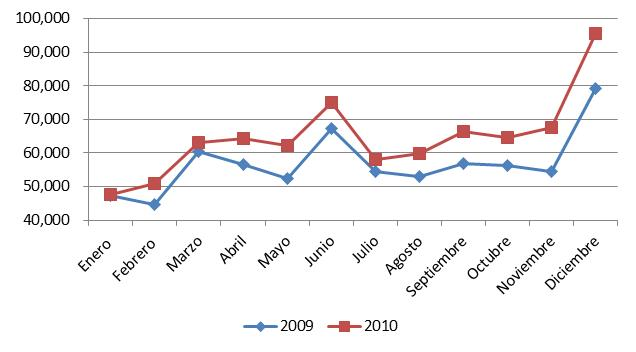 100,000
90,000
80,000
70,000
60,000
50,000
40,000
Enero
Febrero
Marzo
Abril
Mayo
Junio
Julio
Agosto
Septiembre
Octubre
Noviembre
Diciembre
2009 2010